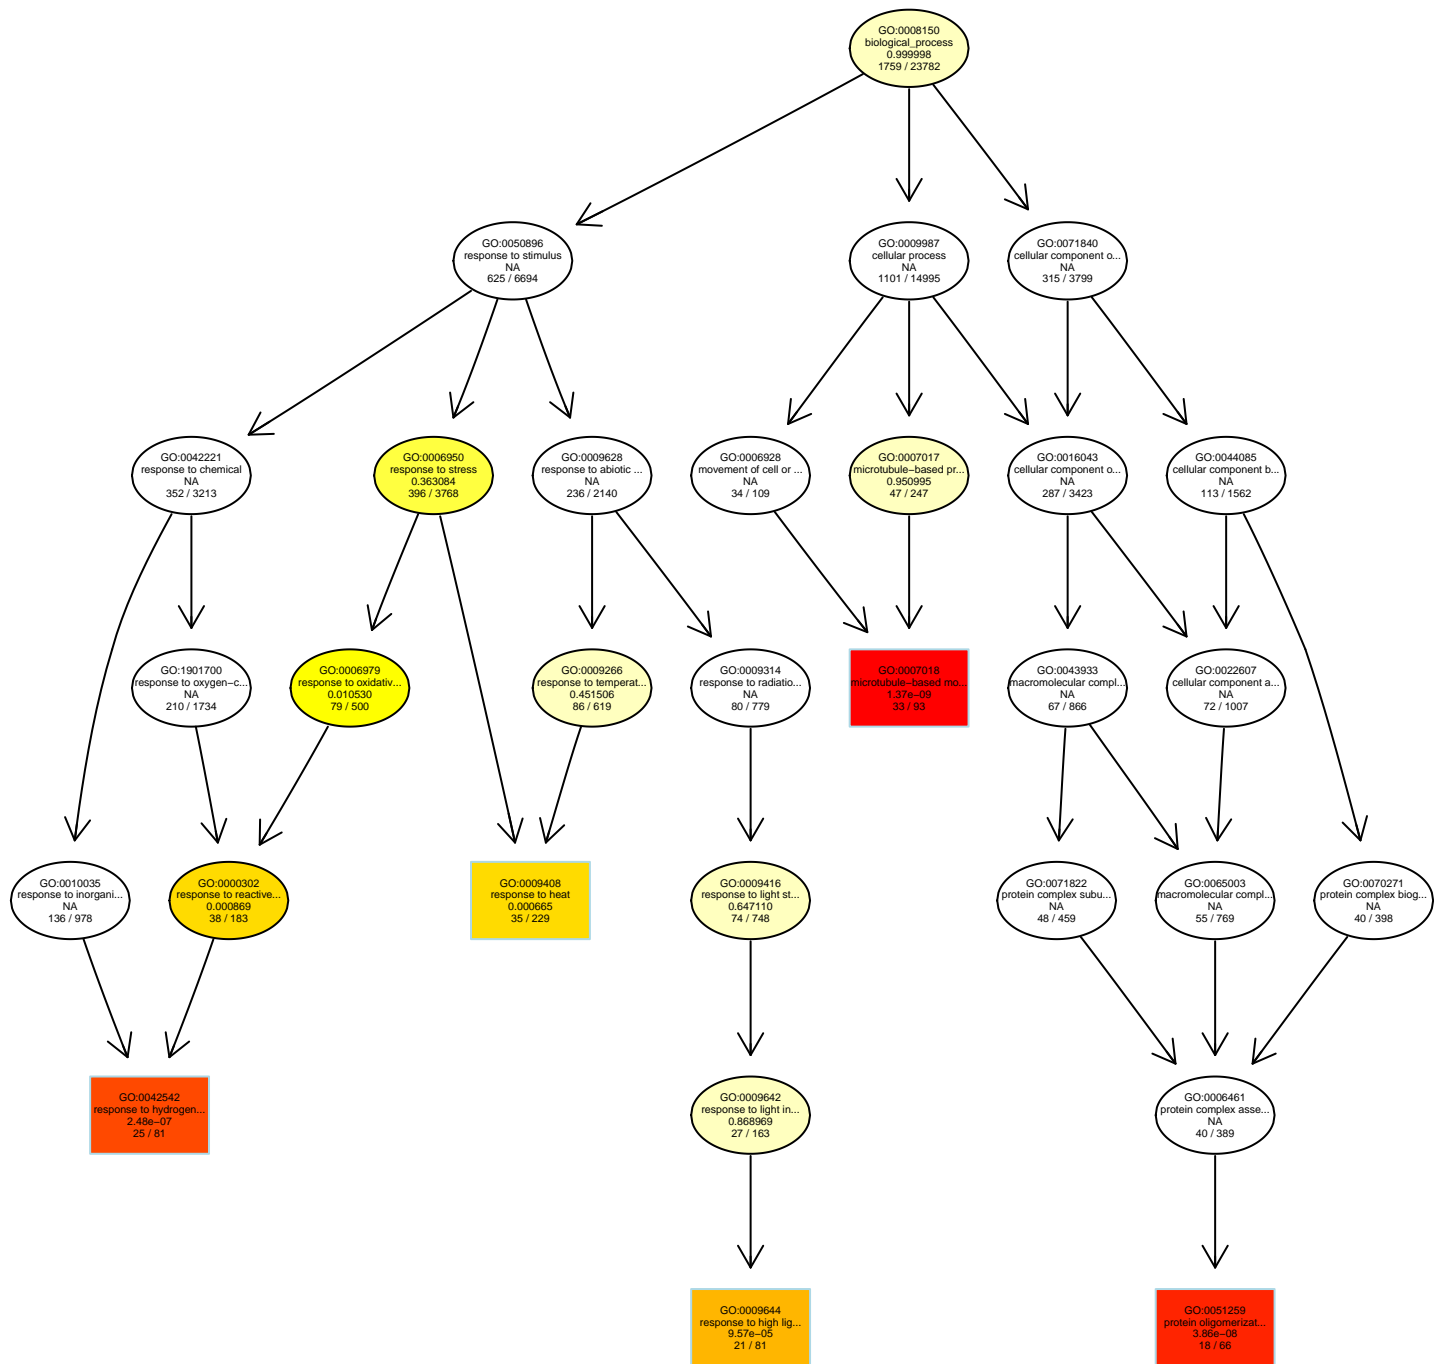 GO:0008150
biological_process
0.999998
1759 / 23782
GO:0050896
response to stimulus
NA
625 / 6694
GO:0009987
cellular process
NA
1101 / 14995
GO:0071840
cellular component o...
NA
315 / 3799
GO:0042221
response to chemical
NA
352 / 3213
GO:0006950
response to stress
0.363084
396 / 3768
GO:0009628
response to abiotic ...
NA
236 / 2140
GO:0006928
movement of cell or ...
NA
34 / 109
GO:0007017
microtubule−based pr...
0.950995
47 / 247
GO:0016043
cellular component o...
NA
287 / 3423
GO:0044085
cellular component b...
NA
113 / 1562
GO:1901700
response to oxygen−c...
NA
210 / 1734
GO:0006979
response to oxidativ...
0.010530
79 / 500
GO:0009266
response to temperat...
0.451506
86 / 619
GO:0009314
response to radiatio...
NA
80 / 779
GO:0007018
microtubule−based mo...
1.37e−09
33 / 93
GO:0043933
macromolecular compl...
NA
67 / 866
GO:0022607
cellular component a...
NA
72 / 1007
GO:0010035
response to inorgani...
NA
136 / 978
GO:0000302
response to reactive...
0.000869
38 / 183
GO:0009408
response to heat
0.000665
35 / 229
GO:0009416
response to light st...
0.647110
74 / 748
GO:0071822
protein complex subu...
NA
48 / 459
GO:0065003
macromolecular compl...
NA
55 / 769
GO:0070271
protein complex biog...
NA
40 / 398
GO:0042542
response to hydrogen...
2.48e−07
25 / 81
GO:0009642
response to light in...
0.868969
27 / 163
GO:0006461
protein complex asse...
NA
40 / 389
GO:0009644
response to high lig...
9.57e−05
21 / 81
GO:0051259
protein oligomerizat...
3.86e−08
18 / 66